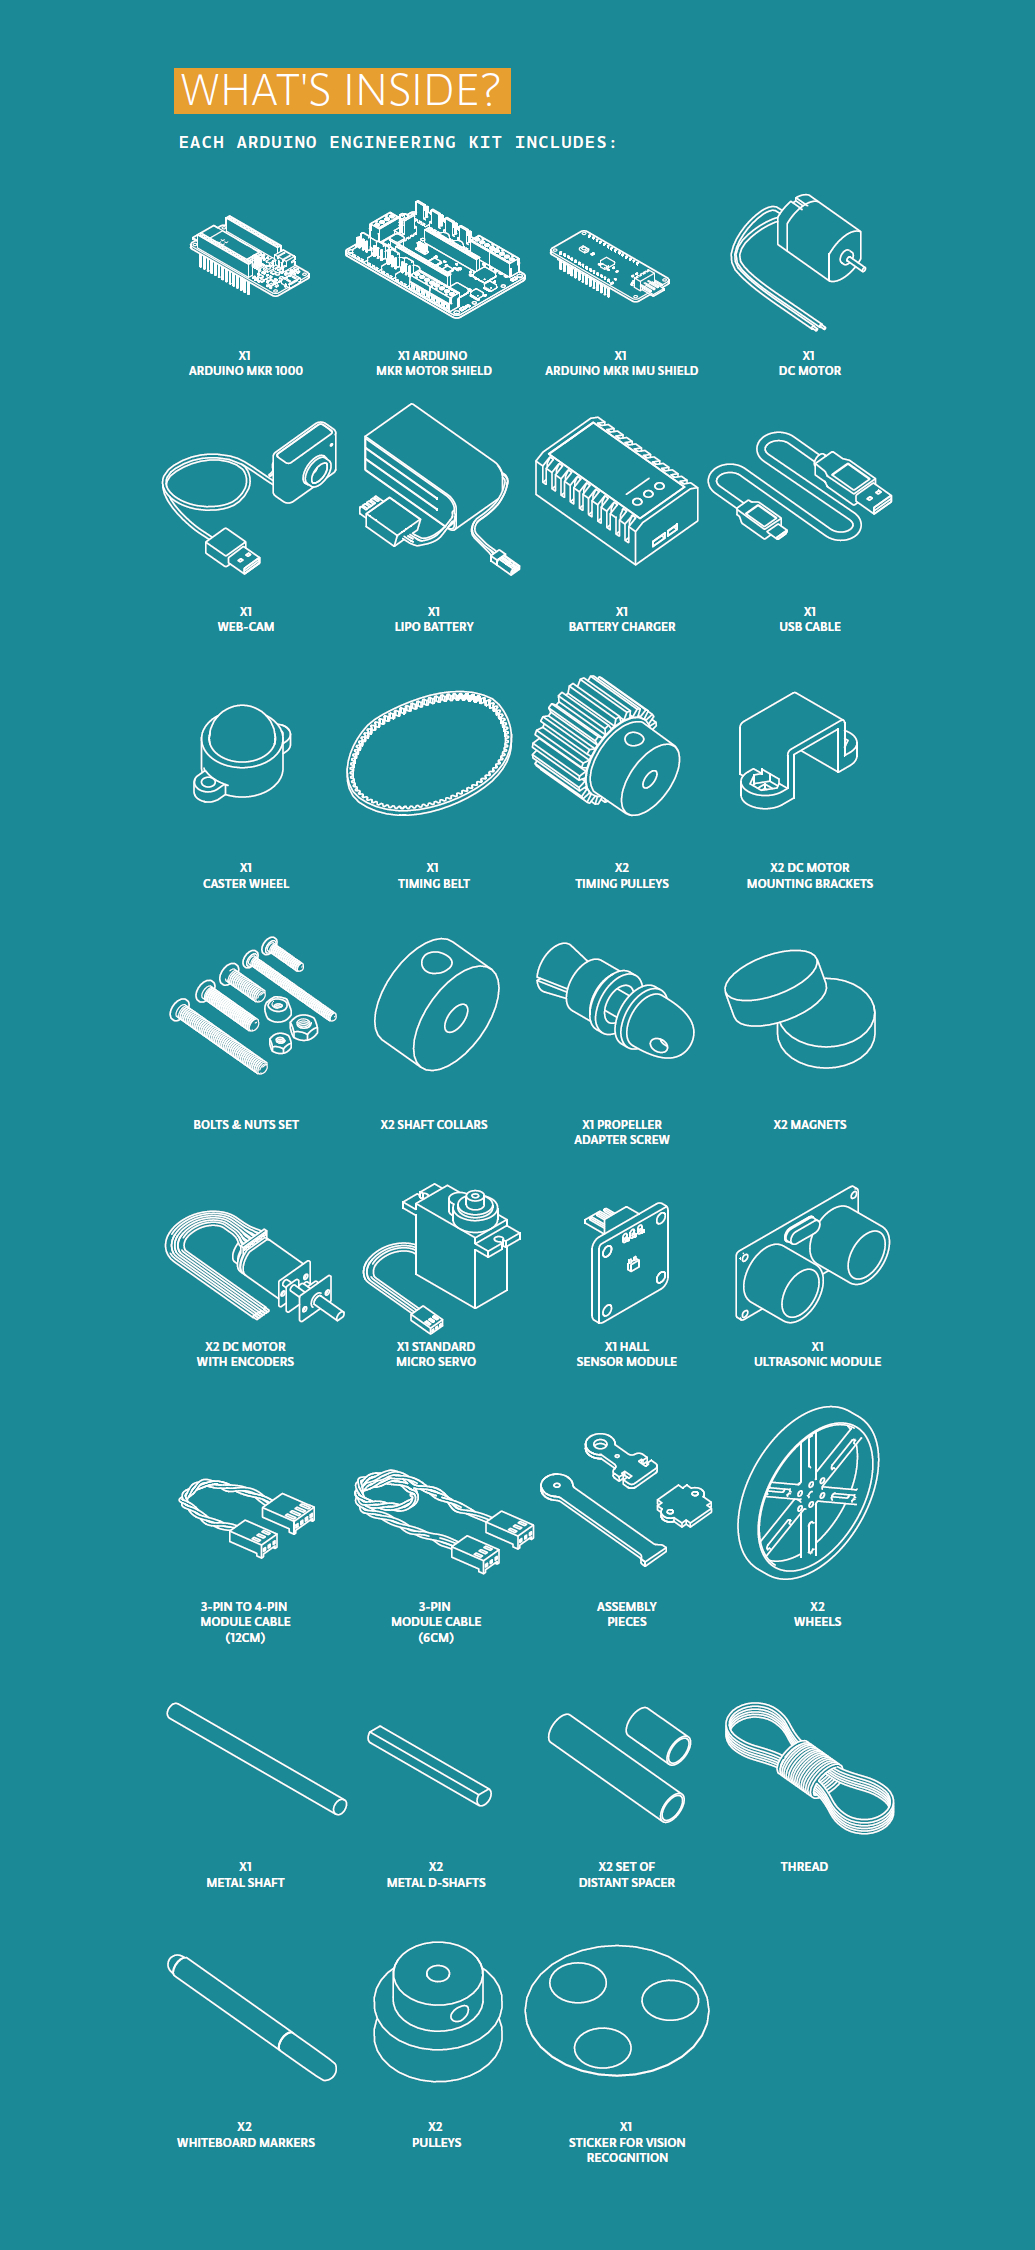 WHAT'S INSIDE?
EACH ARDUINO ENGINEERING KIT INCLUDES:
X1
ARDUINO MKR 1000
X1 ARDUINO
MKR MOTOR SHIELD
X1
ARDUINO MKR IMU SHIELD
X1
DC MOTOR
X1
WEB-CAM
X1
LIPO BATTERY
X1
BATTERY CHARGER
X1
USB CABLE
X1
CASTER WHEEL
X1
TIMING BELT
X2
TIMING PULLEYS
X2 DC MOTOR
MOUNTING BRACKETS
BOLTS & NUTS SET
X2 SHAFT COLLARS
X1 PROPELLER
ADAPTER SCREW
X2 MAGNETS
X2 DC MOTOR
WITH ENCODERS
X1 STANDARD
MICRO SERVO
X1 HALL
SENSOR MODULE
X1
ULTRASONIC MODULE
3-PIN TO 4-PIN
MODULE CABLE
(12CM)
3-PIN
MODULE CABLE
(6CM)
ASSEMBLY
PIECES
X2
WHEELS
X1
METAL SHAFT
X2
METAL D-SHAFTS
X2 SET OF
DISTANT SPACER
THREAD
X2
WHITEBOARD MARKERS
X2
PULLEYS
X1
STICKER FOR VISION
RECOGNITION